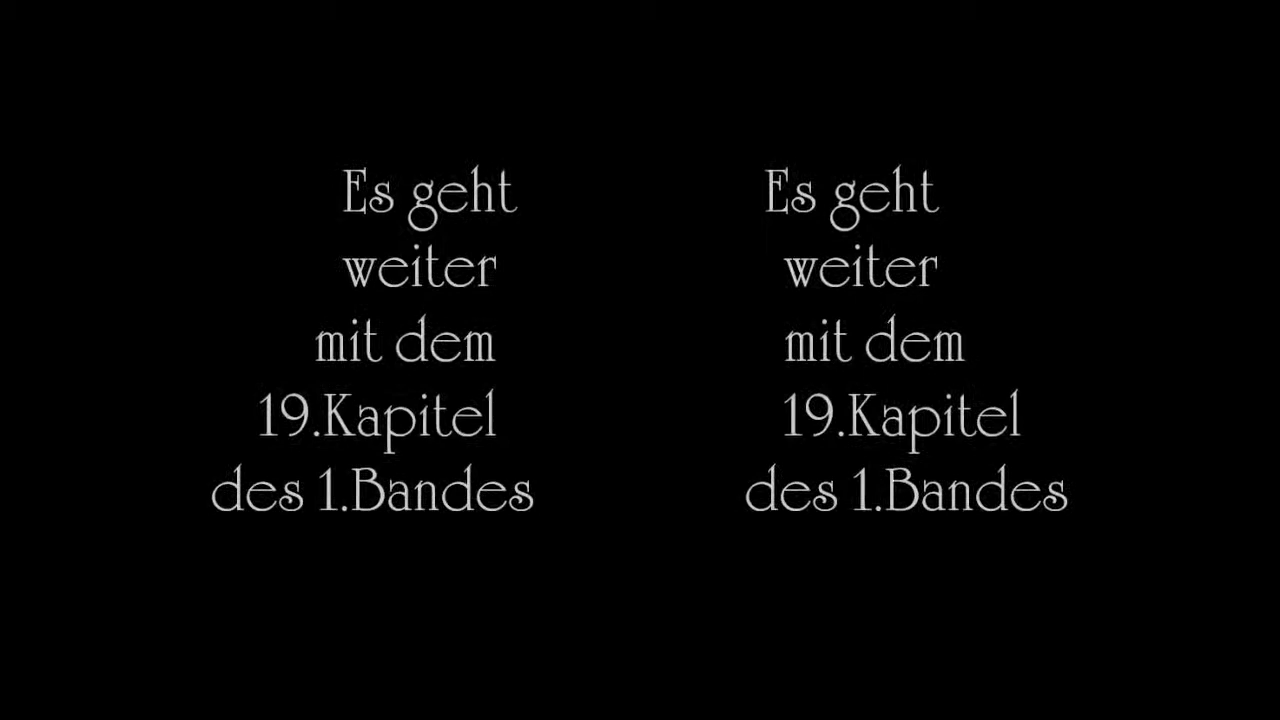 Es geht
weiter
mit dem
19.Kapitel
des 1.Bandes
Es geht
weiter
mit dem
19.Kapitel
des 1.Bandes